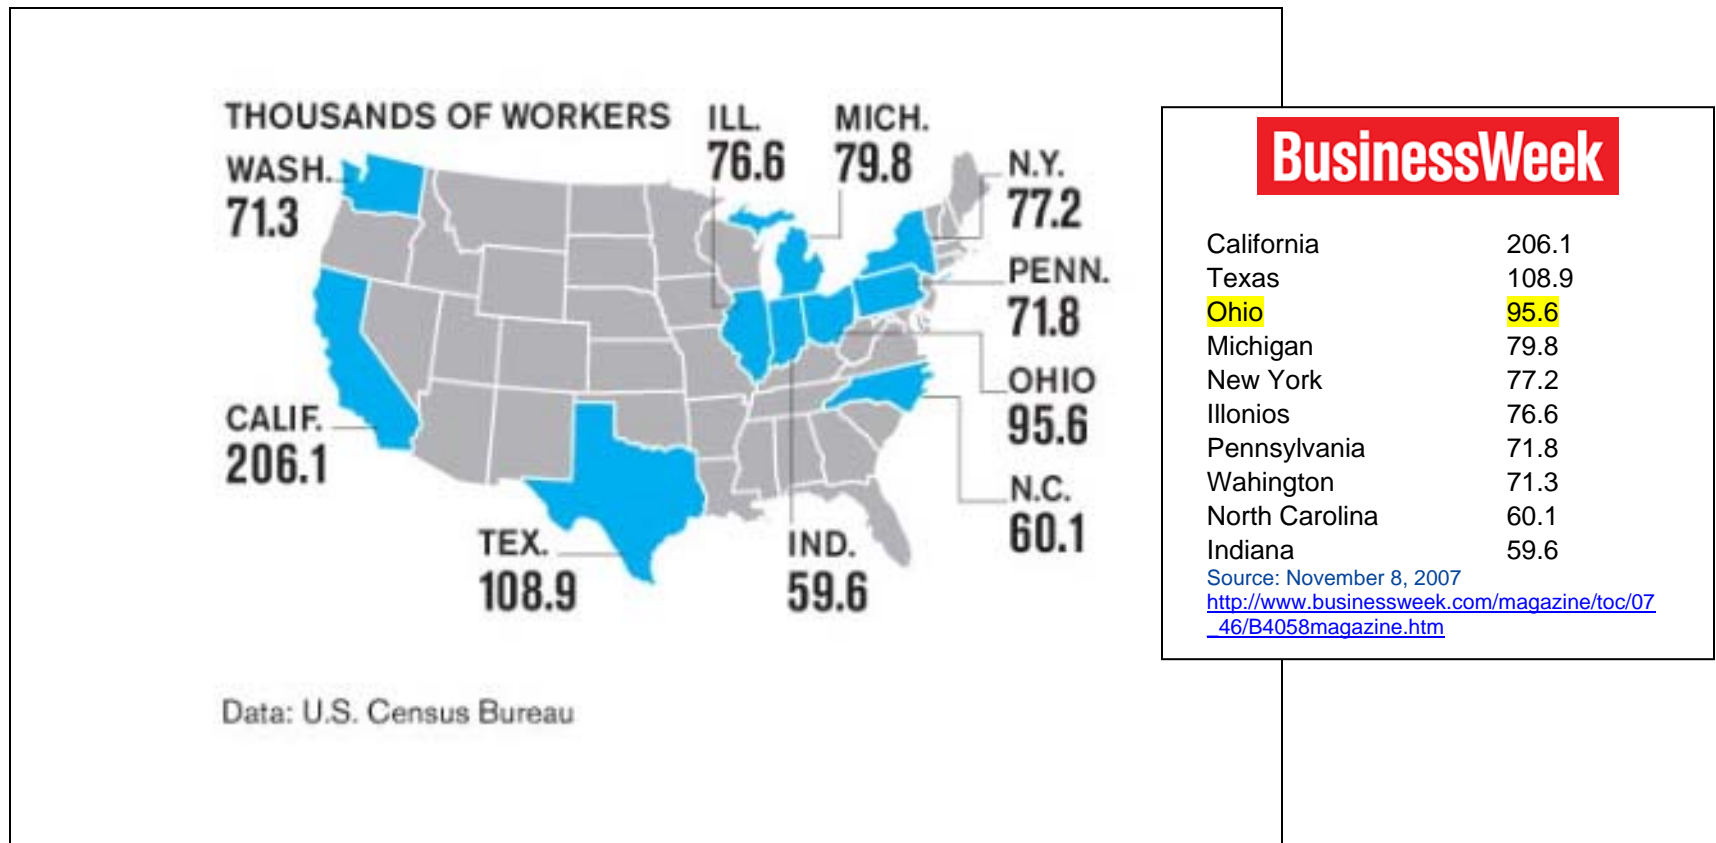 THOUSANDS OF WORKERS
WASH.
71.3
ILL.
76.6
MICH.
79.8
N.Y.
77.2
PENN.
71.8
OHIO
95.6
CALIF.
206.1
N.C.
60.1
TEX.
108.9
IND.
59.6
Data: U.S. Census Bureau
BusinessWeek
California 206.1
Texas 108.9
Ohio 95.6
Michigan 79.8
New York 77.2
Illonios 76.6
Pennsylvania 71.8
Wahington 71.3
North Carolina 60.1
Indiana 59.6
Source: November 8, 2007
http://www.businessweek.com/magazine/toc/07
_46/B4058magazine.htm